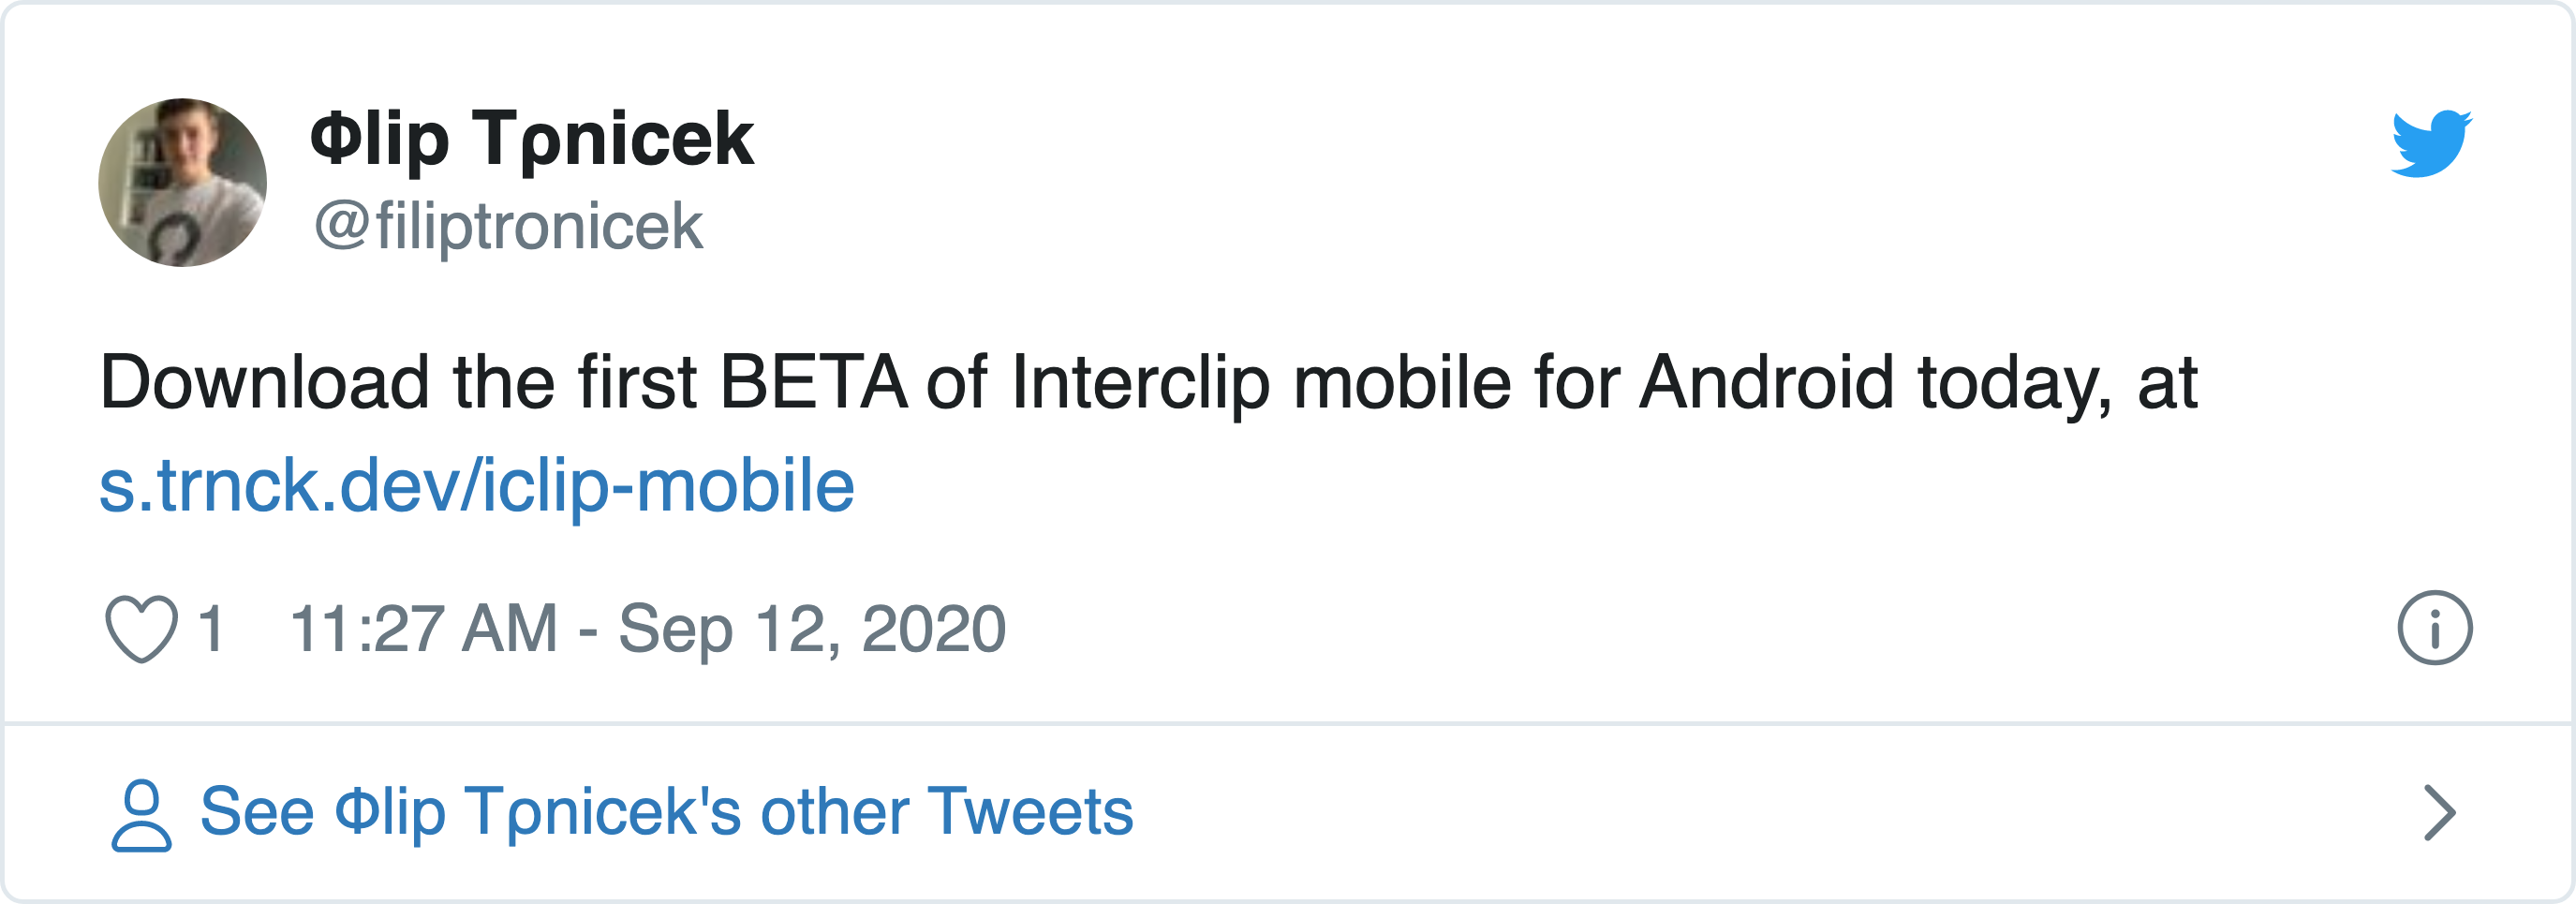 Φlip Tρnicek
@filiptronicek
Download the first BETA of Interclip mobile for Android today, at
s.trnck.dev/iclip-mobile
1 11:27 AM - Sep 12, 2020
See Φlip Tρnicek's other Tweets